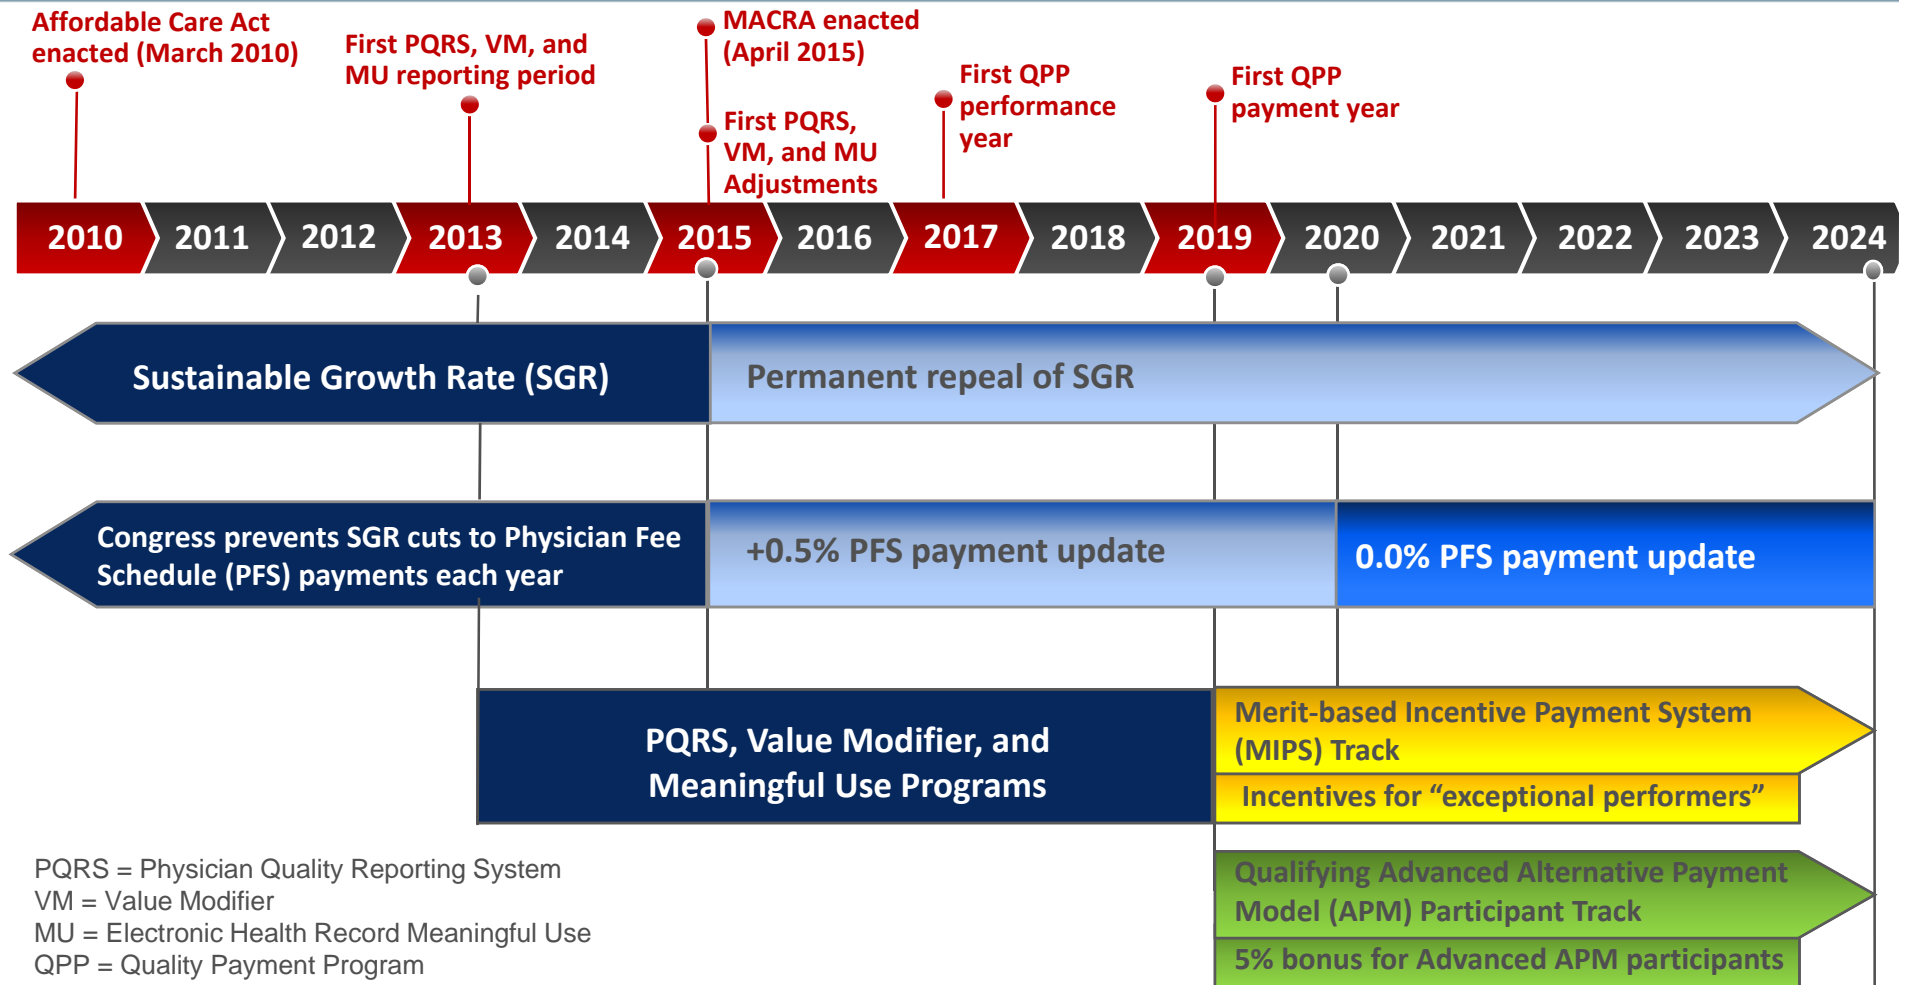 Affordable Care Act
enacted (March 2010)
First PQRS, VM, and
MU reporting period
MACRA enacted
(April 2015)
First PQRS,
VM, and MU
Adjustments
First QPP
performance
year
First QPP
payment year
2010 2011 2012 2013 2014 2015 2016 2017 2018 2019 2020 2021 2022 2023 2024
Sustainable Growth Rate (SGR)
Permanent repeal of SGR
Congress prevents SGR cuts to Physician Fee
Schedule (PFS) payments each year
+0.5% PFS payment update
0.0% PFS payment update
PQRS, Value Modifier, and
Meaningful Use Programs
Merit-based Incentive Payment System
(MIPS) Track
Incentives for “exceptional performers”
Qualifying Advanced Alternative Payment
Model (APM) Participant Track
5% bonus for Advanced APM participants
PQRS = Physician Quality Reporting System
VM = Value Modifier
MU = Electronic Health Record Meaningful Use
QPP = Quality Payment Program